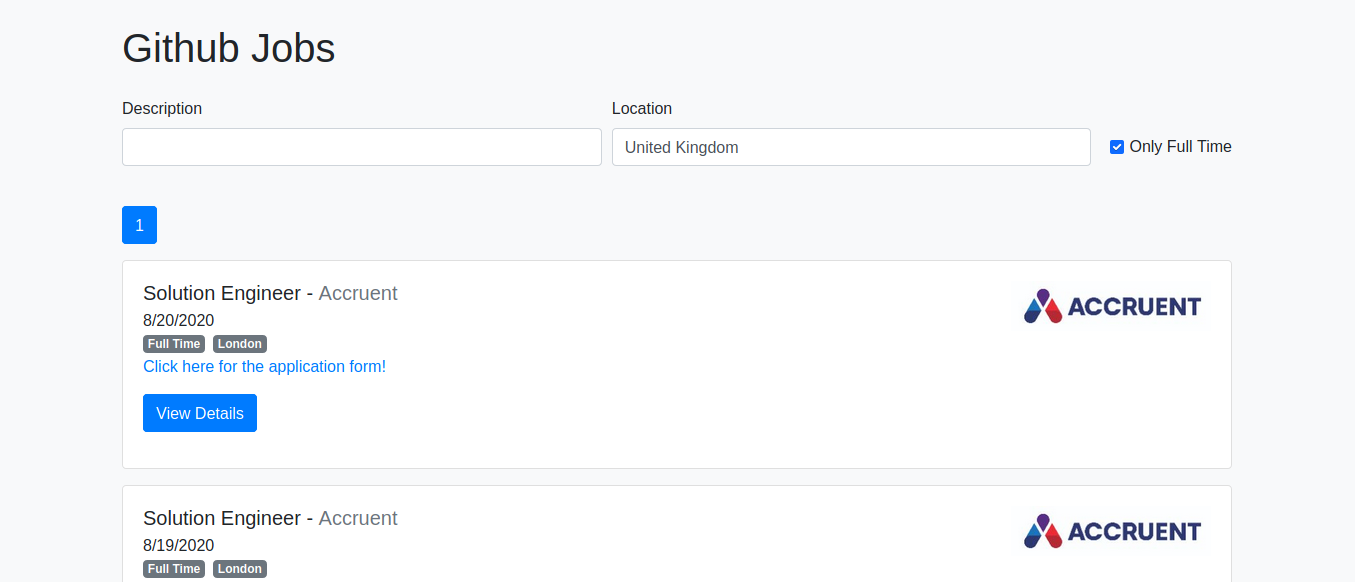 Github Jobs
Description Location
United Kingdom Only Full Time
1
Solution Engineer - Accruent
ACCRUENT
8/20/2020
Full Time London
Click here for the application form!
View Details
Solution Engineer - Accruent
ACCRUENT
8/19/2020
Full Time London